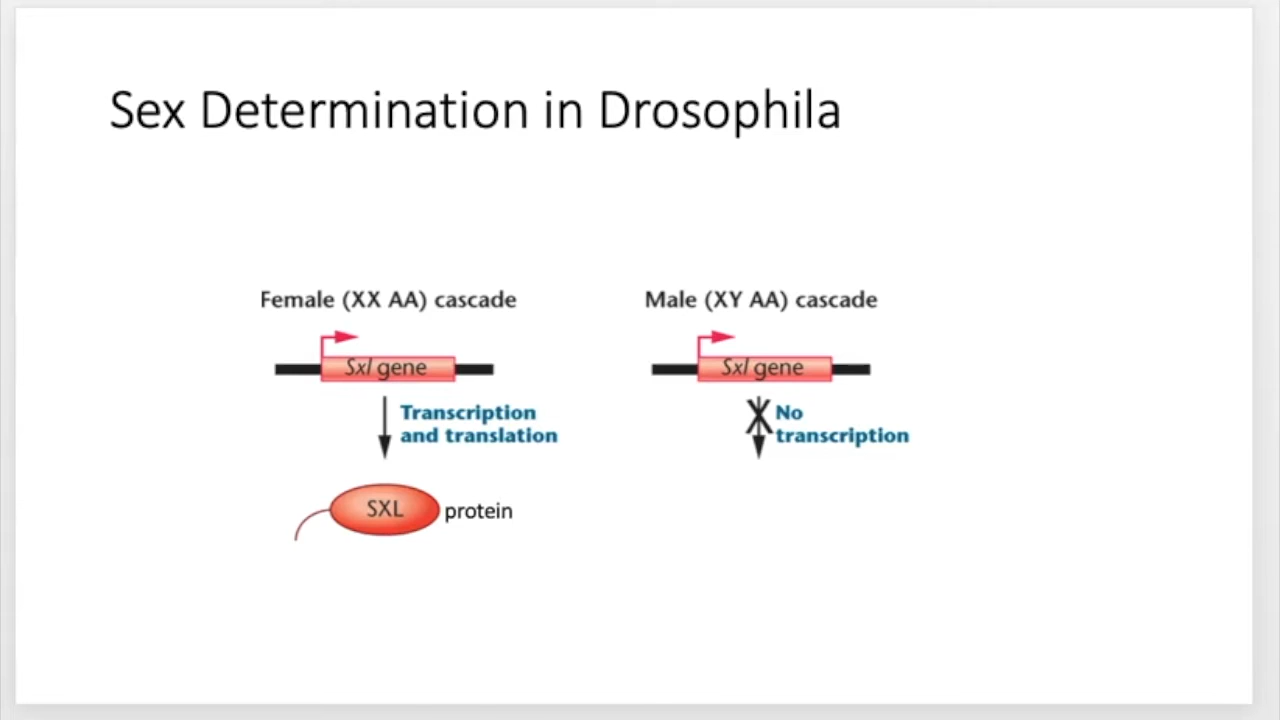 Sex Determination in Drosophila
Female (XX AA) cascade
Sxl gene
Transcription
and translation
SXL
protein
Male (XY AA) cascade
Sxl gene
No
transcription